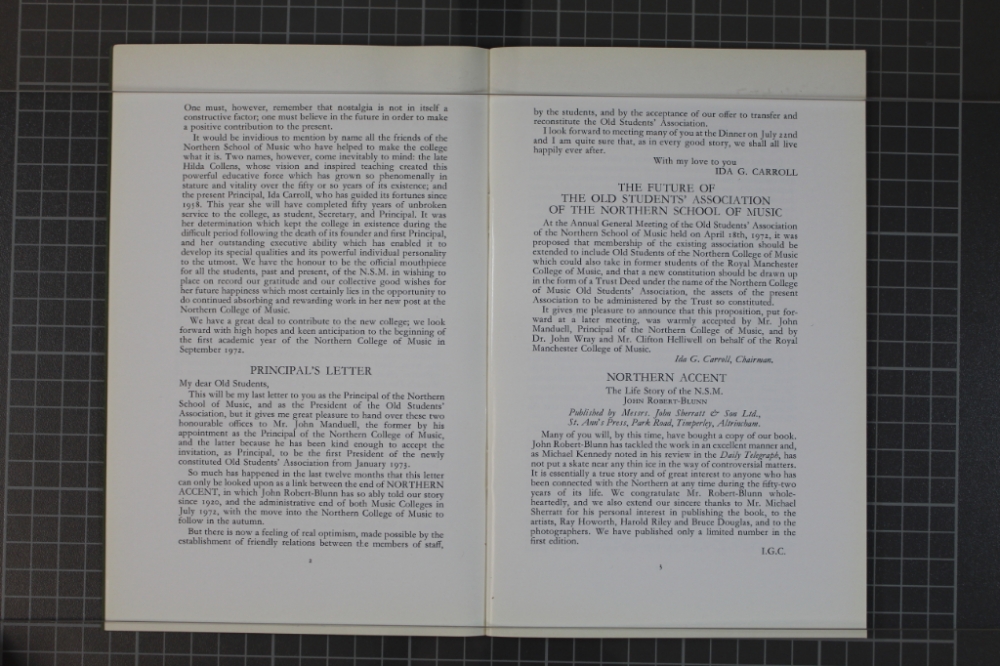 One must, however, remember that nostalgia is not in itself a
constructive factor; one must believe in the future in order to make
a positive contribution to the present.
It would be invidious to mention by name all the friends of the
Northern School of Music who have helped to make the college
what it is. Two names, however, come inevitably to mind: the late
Hilda Collens, whose vision and inspired teaching created this
powerful educative force which has grown so phenomenally in
stature and vitality over the fifty or so years of its existence; and
the present Principal, Ida Carroll, who has guided its fortunes since
1958. This year she will have completed fifty years of unbroken
service to the college, as student, Secretary, and Principal. It was
her determination which kept the college in existence during the
difficult period following the death of its founder and first Principal,
and her outstanding executive ability which has enabled it to
develop its special qualities and its powerful individual personality
to the utmost. We have the honour to be the official mouthpiece
for all the students, past and present, of the N.S.M. in wishing to
place on record our gratitude and our collective good wishes for
her future happiness which most certainly lies in the opportunity to
do continued absorbing and rewarding work in her new post at the
Northern College of Music.
We have a great deal to contribute to the new college; we look
forward with high hopes and keen anticipation to the beginning of
the first academic year of the Northern College of Music in
September 1972.
PRINCIPAL'S LETTER
My dear Old Students,
This will be my last letter to you as the Principal of the Northern
School of Music, and as the President of the Old Students'
Association, but it gives me great pleasure to hand over these two
honourable offices to Mr. John Manduell, the former by his
appointment as the Principal of the Northern College of Music,
and the latter because he has been kind enough to accept the
invitation, as Principal, to be the first President of the newly
constituted Old Students' Association from January 1973.
So much has happened in the last twelve months that this letter
can only be looked upon as a link between the end of NORTHERN
ACCENT, in which John Robert-Blunn has so ably told our story
since 1920, and the administrative end of both Music Colleges in
July 1972, with the move into the Northern College of Music to
follow in the autumn.
But there is now a feeling of real optimism, made possible by the
establishment of friendly relations between the members of staff,
by the students, and by the acceptance of our offer to transfer and
reconstitute the Old Students' Association.
I look forward to meeting many of you at the Dinner on July 22nd
and I am quite sure that, as in every good story, we shall all live
happily ever after.
With my love to you
IDA G. CARROLL
THE FUTURE OF
THE OLD STUDENTS' ASSOCIATION
OF THE NORTHERN SCHOOL OF MUSIC
At the Annual General Meeting of the Old Students' Association
of the Northern School of Music held on April 18th, 1972, it was
proposed that membership of the existing association should be
extended to include Old Students of the Northern College of Music
which could also take in former students of the Royal Manchester
College of Music, and that a new constitution should be drawn up
in the form of a Trust Deed under the name of the Northern College
of Music Old Students' Association, the assets of the present
Association to be administered by the Trust so constituted.
It gives me pleasure to announce that this proposition, put for-
ward at a later meeting, was warmly accepted by Mr. John
Manduell, Principal of the Northern College of Music, and by
Dr. John Wray and Mr. Clifton Helliwell on behalf of the Royal
Manchester College of Music.
Ida G. Carroll, Chairman.
NORTHERN ACCENT
The Life Story of the N.S.M.
JOHN ROBERT-BLUNN
Published by Messrs. John Sherratt & Son Ltd.,
St. Ann's Press, Park Road, Timperley, Altrincham.
Many of you will, by this time, have bought a copy of our book.
John Robert-Blunn has tackled the work in an excellent manner and,
as Michael Kennedy noted in his review in the Daily Telegraph, has
not put a skate near any thin ice in the way of controversial matters.
It is essentially a true story and of great interest to anyone who has
been connected with the Northern at any time during the fifty-two
years of its life. We congratulate Mr. Robert-Blunn whole-
heartedly, and we also extend our sincere thanks to Mr. Michael
Sherratt for his personal interest in publishing the book, to the
artists, Ray Howorth, Harold Riley and Bruce Douglas, and to the
photographers. We have published only a limited number in the
first edition.
I.G.C.